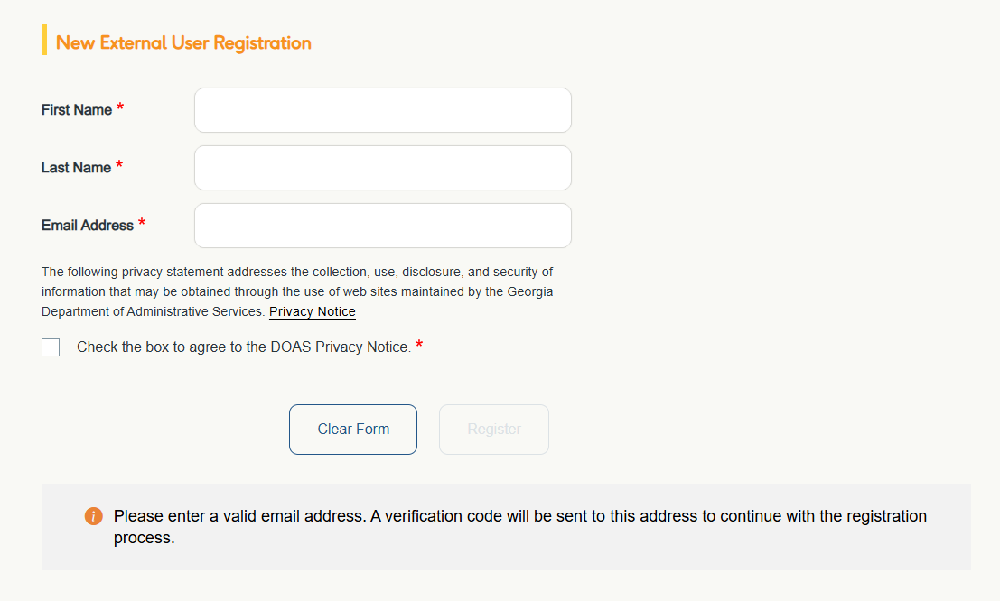 New External User Registration
First Name *
Last Name *
Email Address *
The following privacy statement addresses the collection, use, disclosure, and security of
information that may be obtained through the use of web sites maintained by the Georgia
Department of Administrative Services. Privacy Notice
Check the box to agree to the DOAS Privacy Notice. *
Clear Form
Register
Please enter a valid email address. A verification code will be sent to this address to continue with the registration
process.